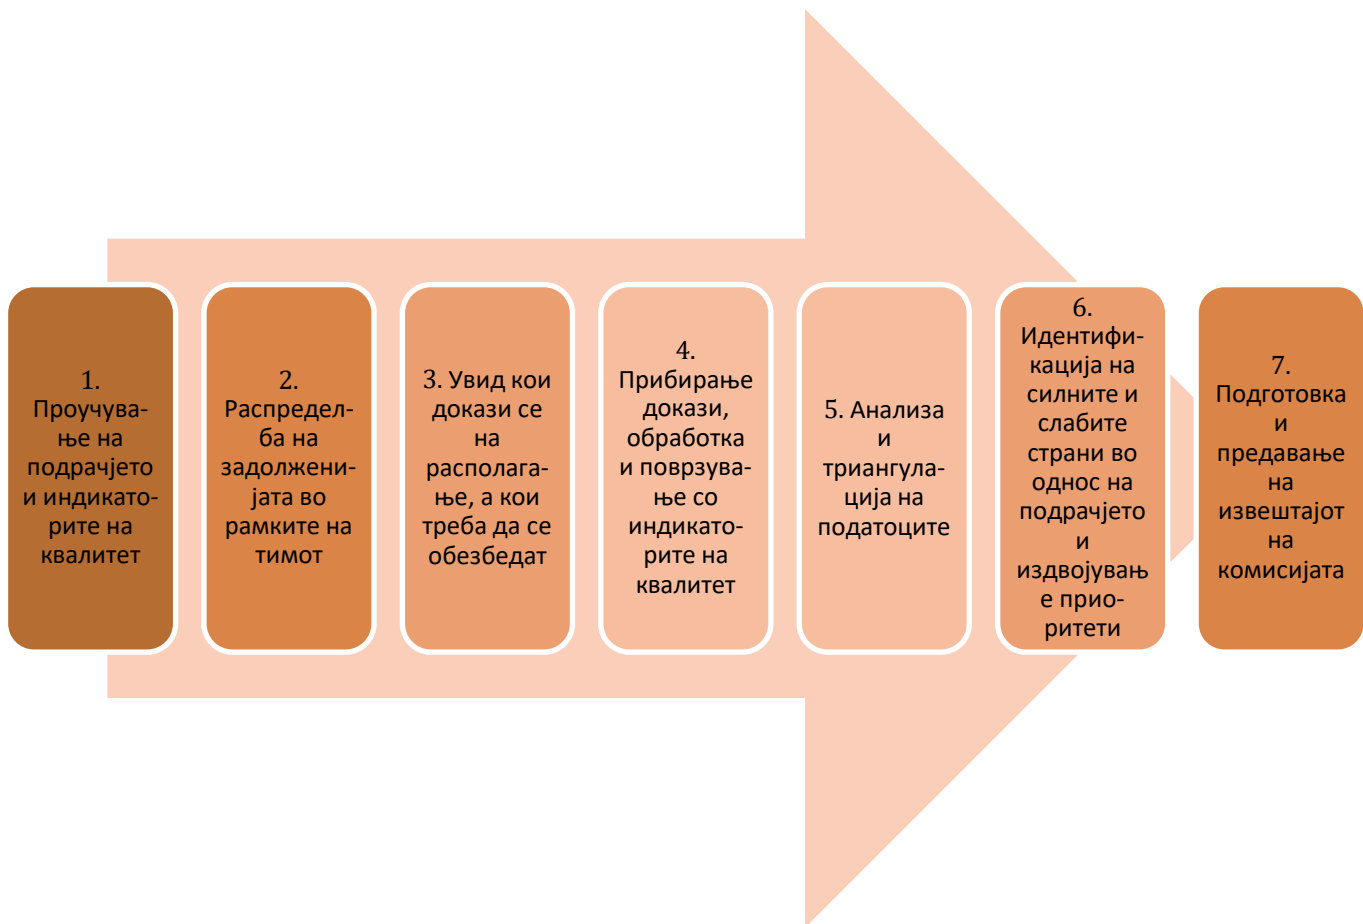 1.
Проучува-
ње на
подрачјето
и индикато-
рите на
квалитет
2.
Распредел-
ба на
задолжени-
јата во
рамките на
тимот
3. Увид кои
докази се
на
располага-
ње, а кои
треба да се
обезбедат
4.
Прибирање
докази,
обработка
и поврзува-
ње со
индикато-
рите на
квалитет
5. Анализа
и
триангула-
ција на
податоците
6.
Идентифи-
кација на
силните и
слабите
страни во
однос на
подрачјето
и
издвојувањ
е прио-
ритети
7.
Подготовка
и
предавање
на
извештајот
на
комисијата